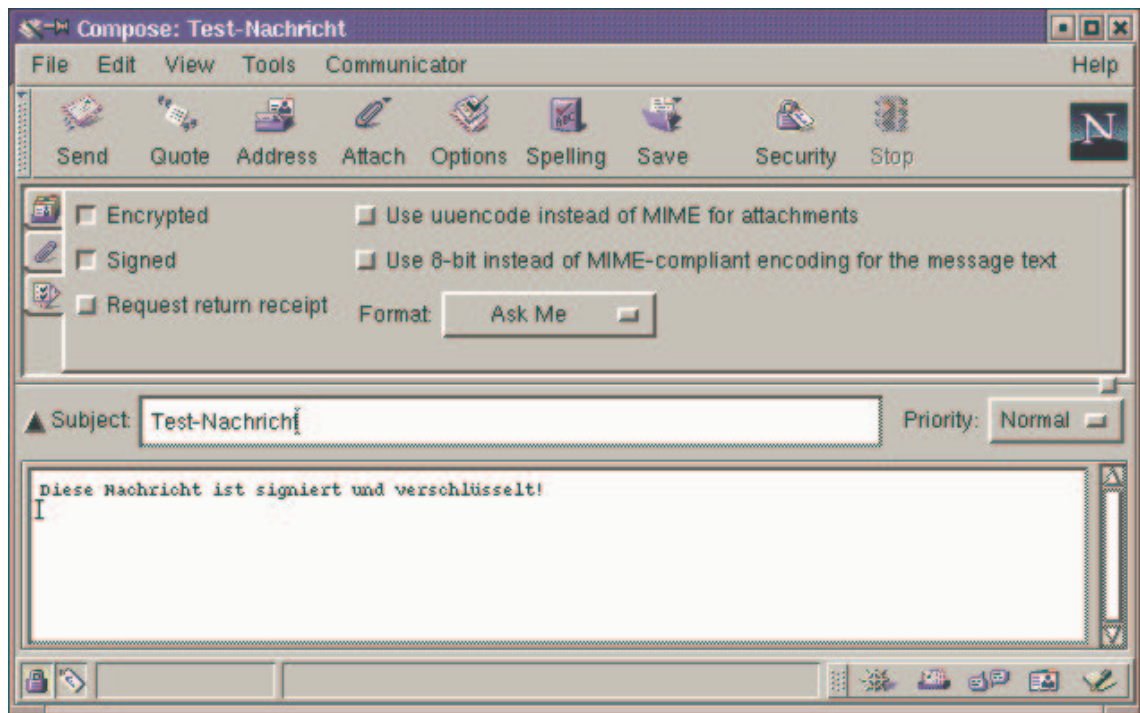 Compose: Test-Nachricht
File Edit View Tools Communicator Help
Send Quote Address Attach Options Spelling Save Security Stop N
Encrypted Use uuencode instead of MIME for attachments
Signed Use 8-bit instead of MIME-compliant encoding for the message text
Request return receipt Format: Ask Me
Subject: Test-Nachricht Priority: Normal
Diese Nachricht ist signiert und verschlüsselt!